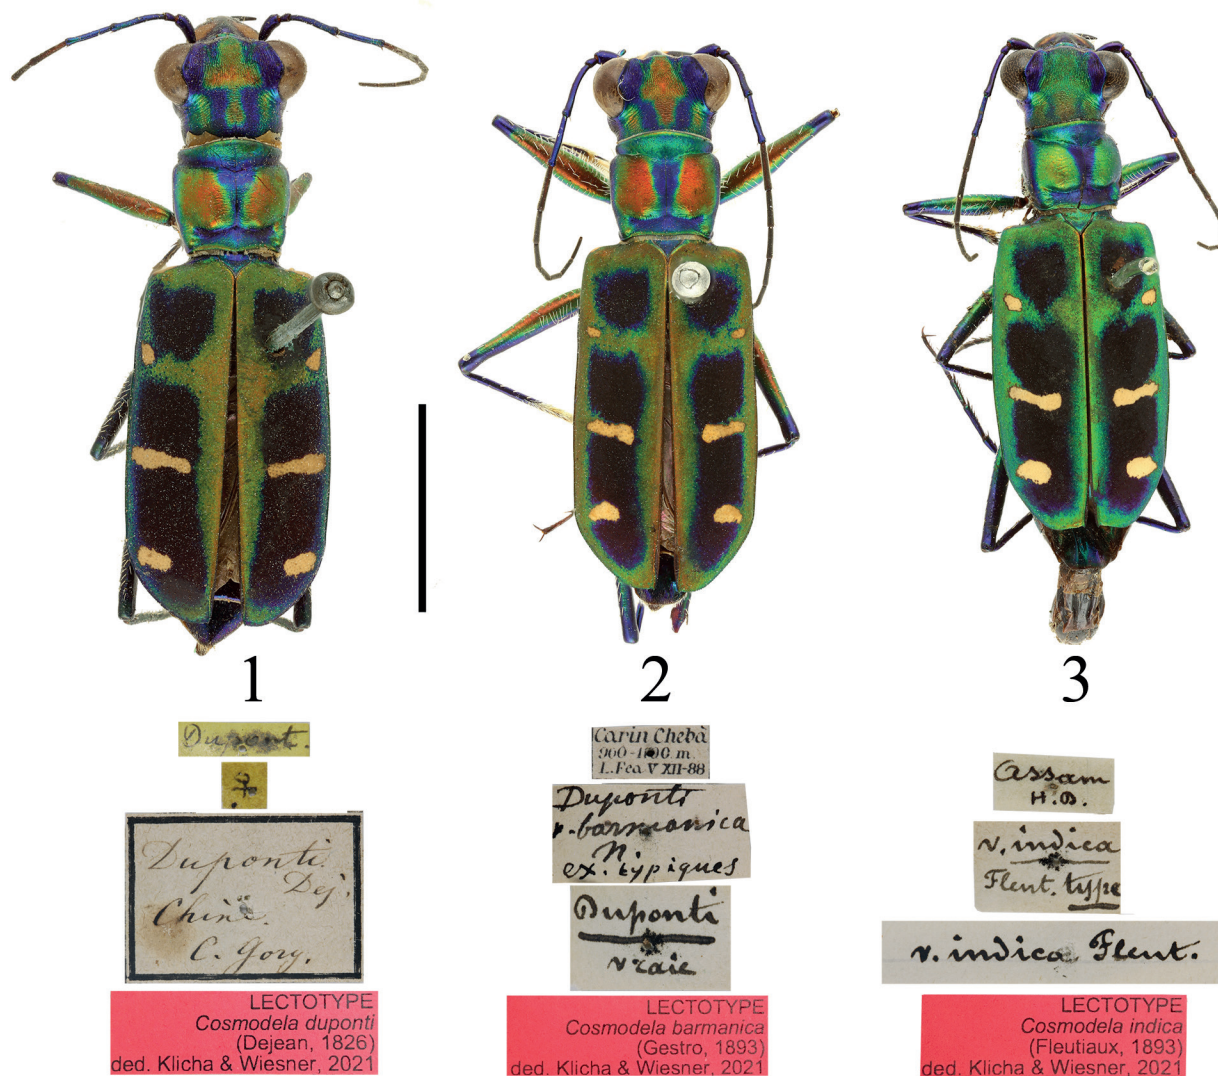 1
2
3
Dupont.
♀
Duponti
Dej.
Chine.
C. Gory.
LECTOTYPE
Cosmodela duponti
(Dejean, 1826)
ded. Klicha & Wiesner, 2021
Carin Chebà
900-1100 m.
L. Fea V XII-88
Duponti
v. barmanica
n
ex. typiques
Duponti
vraie
LECTOTYPE
Cosmodela barmanica
(Gestro, 1893)
ded. Klicha & Wiesner, 2021
Assam
H.D.
v. indica
Fleut. type
v. indica Fleut.
LECTOTYPE
Cosmodela indica
(Fleutiaux, 1893)
ded. Klicha & Wiesner, 2021